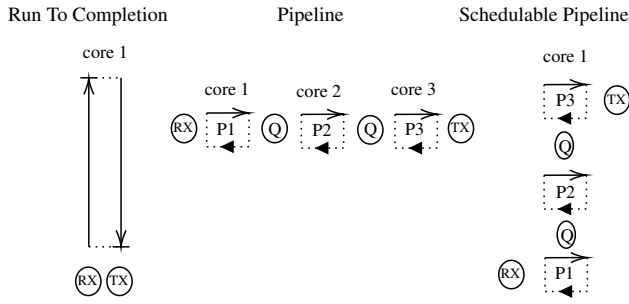 Run To Completion
Pipeline
Schedulable Pipeline
core 1
RX
TX
core 1
core 2
core 3
RX
P1
Q
P2
Q
P3
TX
core 1
P3
TX
Q
P2
Q
RX
P1